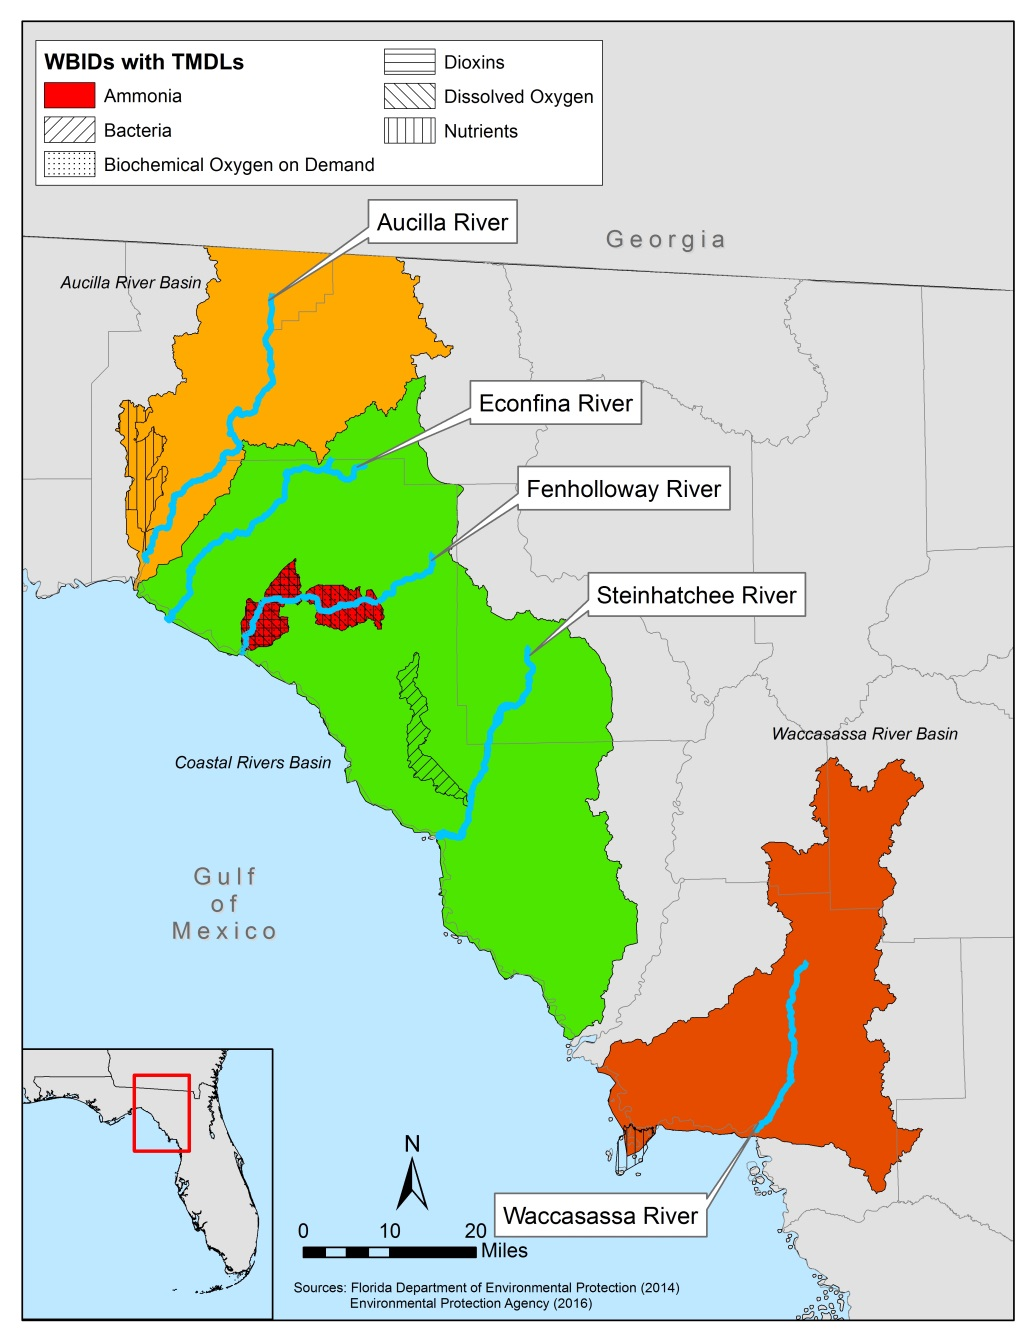 WBIDs with TMDLs
Ammonia
Bacteria
Biochemical Oxygen on Demand
Dioxins
Dissolved Oxygen
Nutrients
Aucilla River
Georgia
Aucilla River Basin
Econfina River
Fenholloway River
Steinhatchee River
Waccasassa River Basin
Coastal Rivers Basin
Gulf
of
Mexico
N
Waccasassa River
0 10 20
Miles
Sources: Florida Department of Environmental Protection (2014)
Environmental Protection Agency (2016)